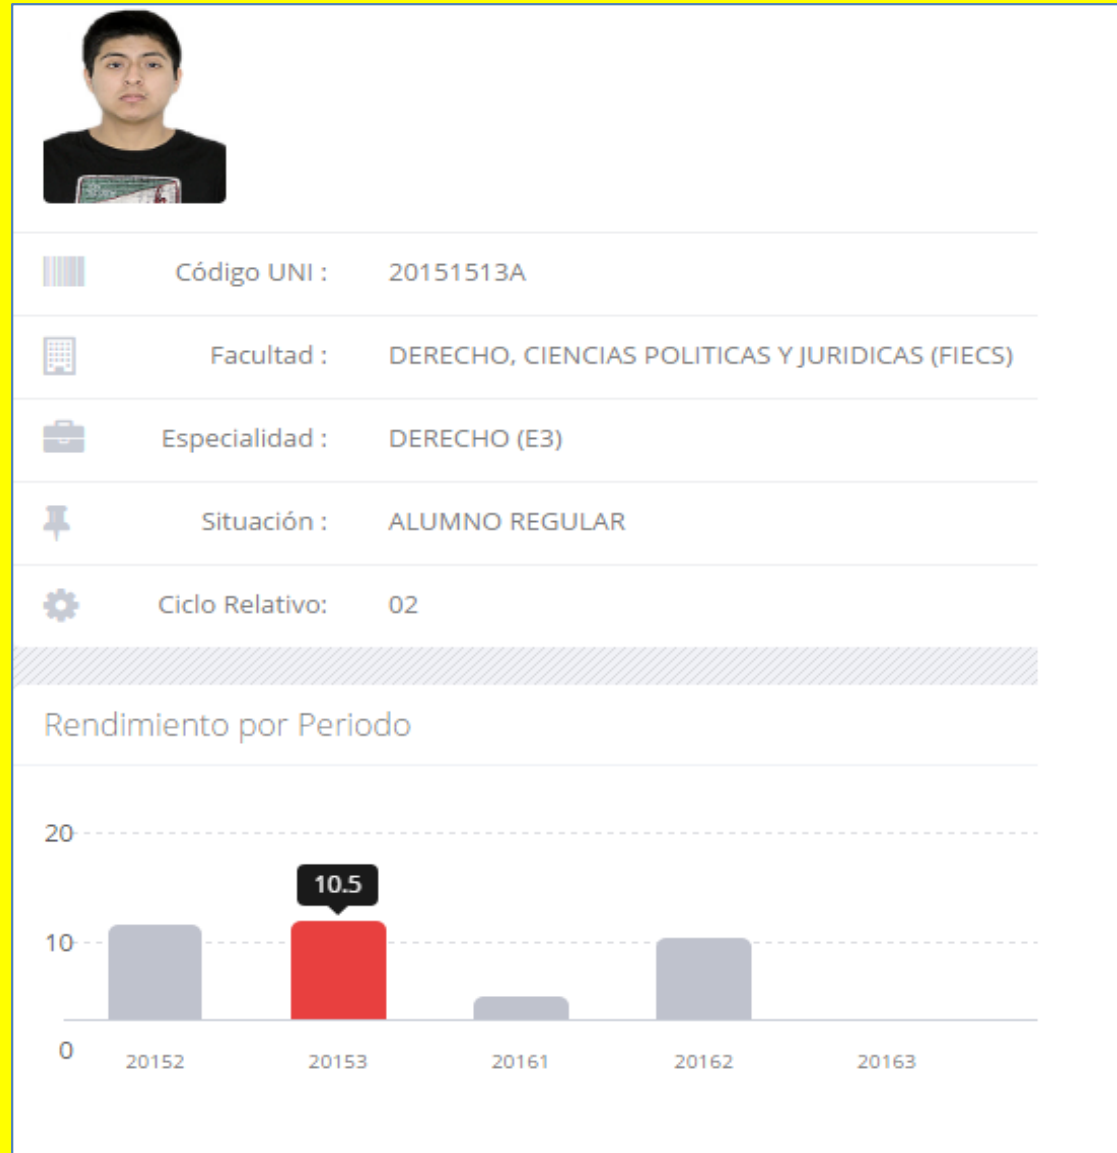 Código UNI : 20151513A
Facultad : DERECHO, CIENCIAS POLITICAS Y JURIDICAS (FIECS)
Especialidad : DERECHO (E3)
Situación : ALUMNO REGULAR
Ciclo Relativo: 02
Rendimiento por Periodo
20
10.5
10
0
20152 20153 20161 20162 20163